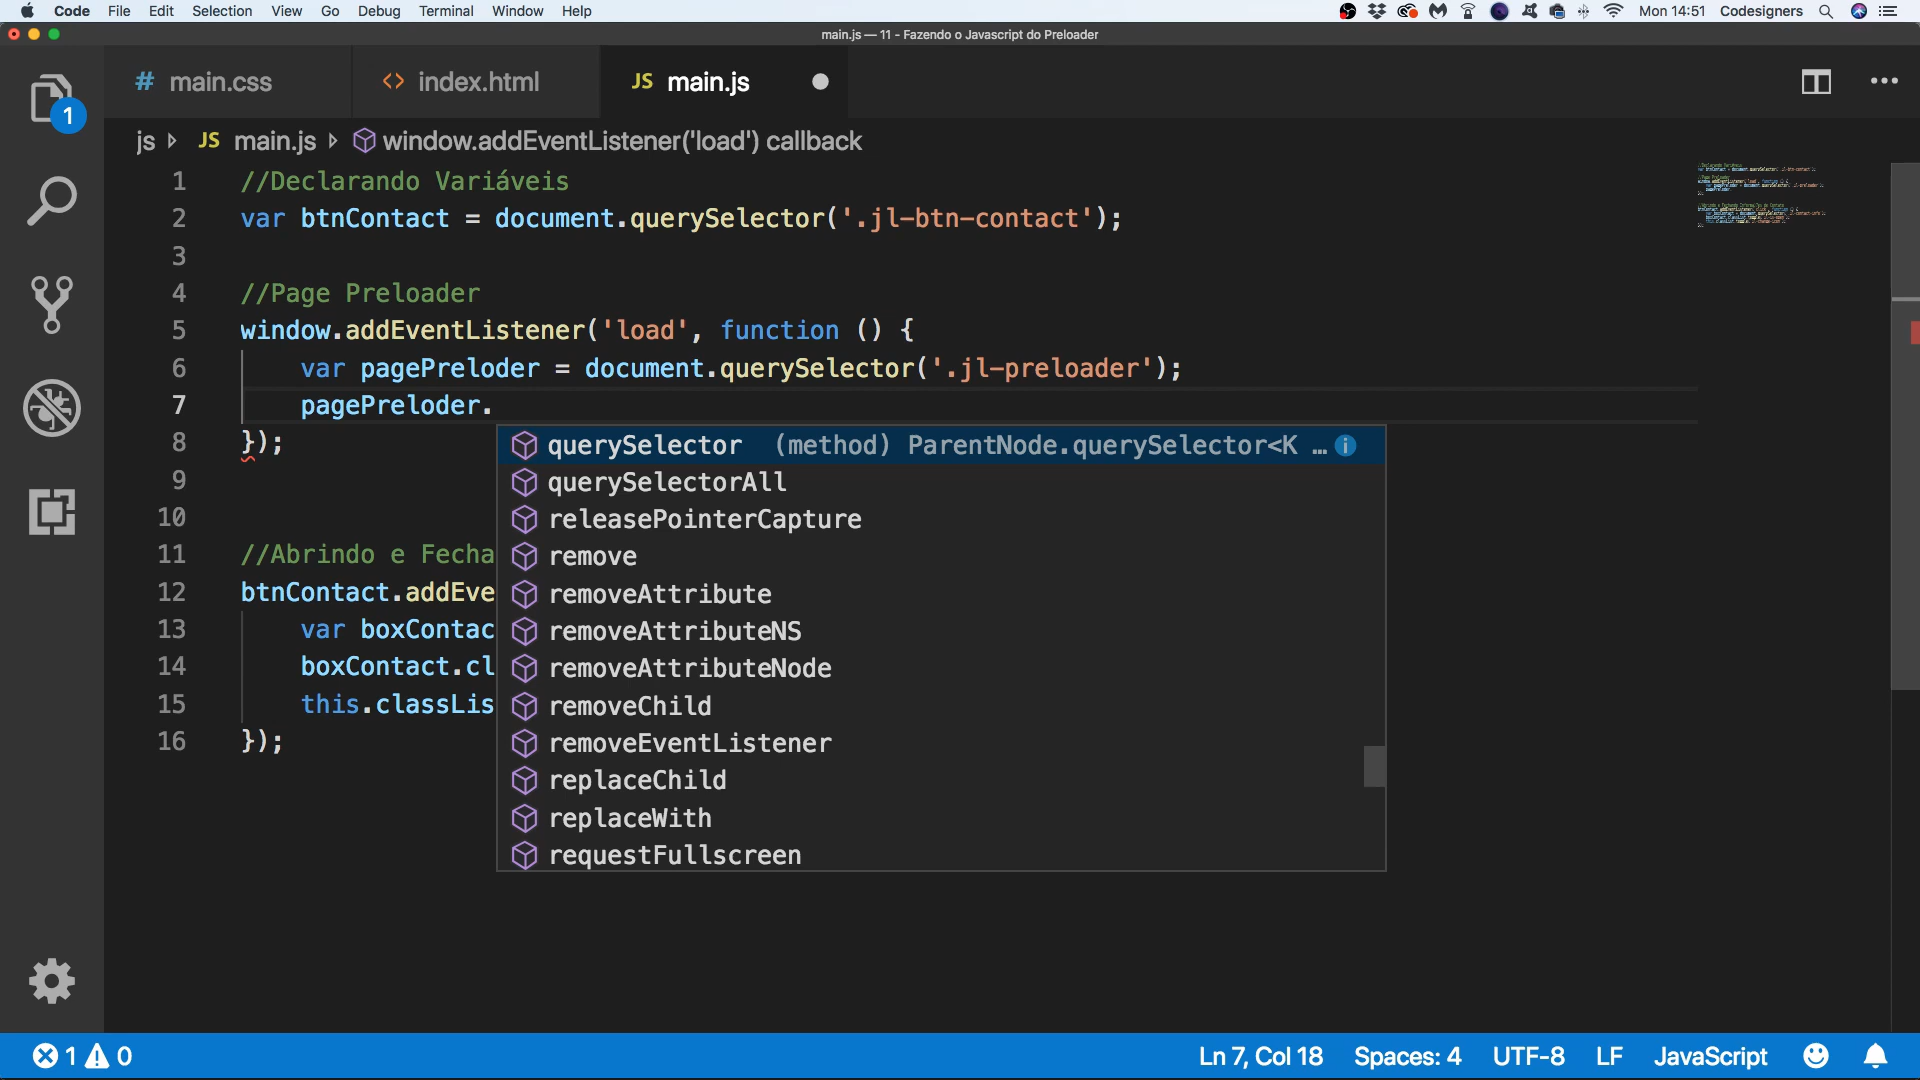 Code File Edit Selection View Go Debug Terminal Window Help Mon 14:51 Codesigners
main.js — 11 - Fazendo o Javascript do Preloader
1
# main.css <> index.html JS main.js
js JS main.js window.addEventListener('load') callback
1 //Declarando Variáveis
2 var btnContact = document.querySelector('.jl-btn-contact');
3
4 //Page Preloader
5 window.addEventListener('load', function () {
6 var pagePreloder = document.querySelector('.jl-preloader');
7 pagePreloder.
8 });
querySelector (method) ParentNode.querySelector<K …
9 querySelectorAll
10 releasePointerCapture
11 //Abrindo e Fecha remove
12 btnContact.addEve removeAttribute
13 var boxContac removeAttributeNS
14 boxContact.cl removeAttributeNode
15 this.classLis removeChild
16 }); removeEventListener
replaceChild
replaceWith
requestFullscreen
1 0 Ln 7, Col 18 Spaces: 4 UTF-8 LF JavaScript